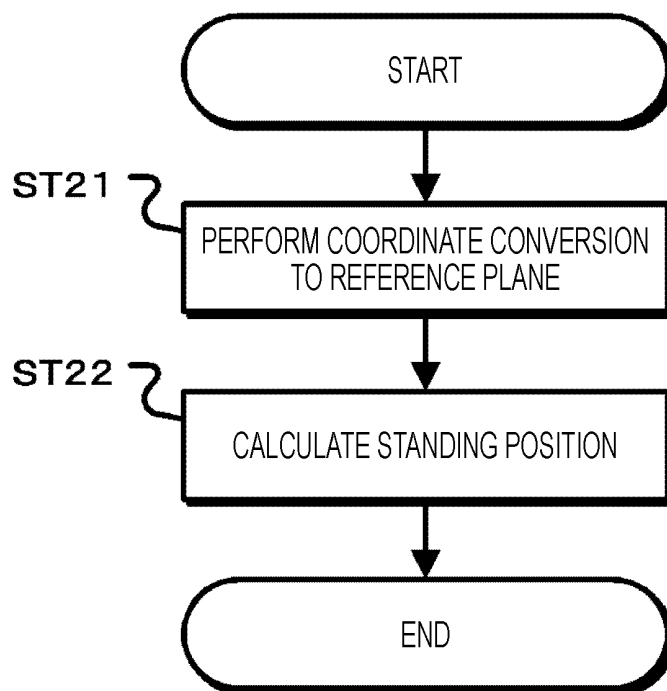 START
ST21
PERFORM COORDINATE CONVERSION
TO REFERENCE PLANE
ST22
CALCULATE STANDING POSITION
END